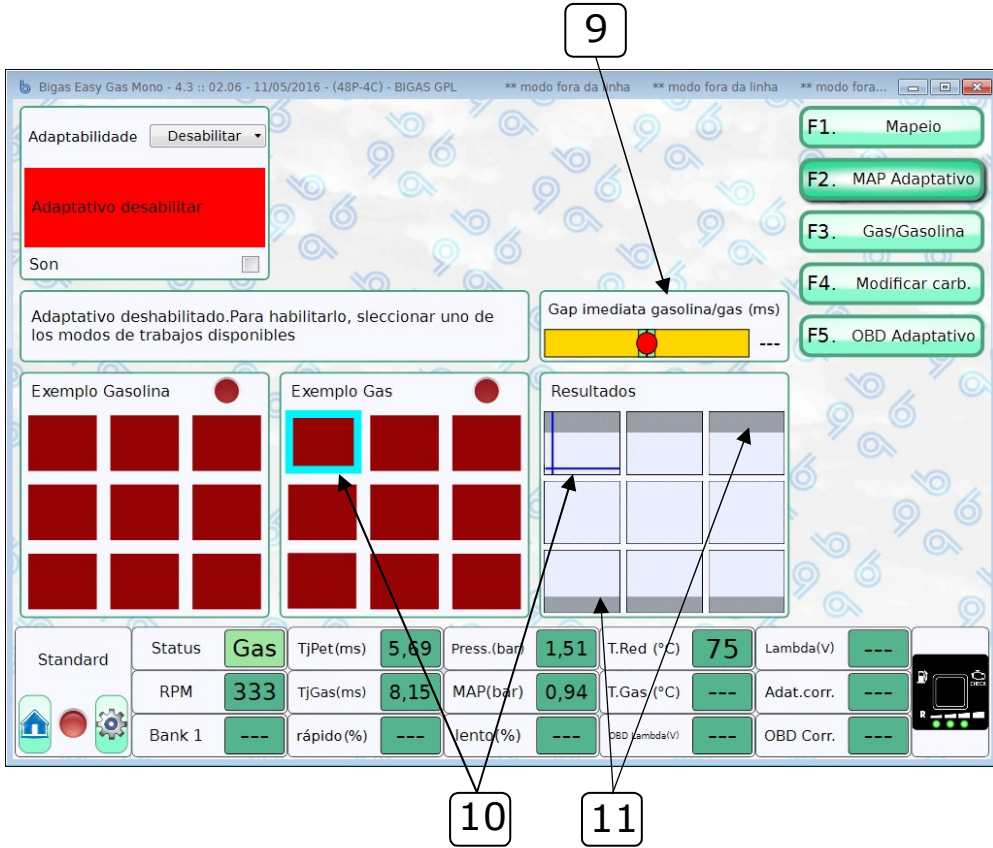 9
Bigas Easy Gas Mono - 4.3 :: 02.06 - 11/05/2016 - (48P-4C) - BIGAS GPL ** modo fora da linha ** modo fora da linha ** modo fora...
Adaptabilidade Desabilitar
Adaptativo desabilitar
Son
F1. Mapeio
F2. MAP Adaptativo
F3. Gas/Gasolina
F4. Modificar carb.
F5. OBD Adaptativo
Adaptativo deshabilitado.Para habilitarlo, sleccionar uno de
los modos de trabajos disponibles
Gap imediata gasolina/gas (ms)
---
Exemplo Gasolina
Exemplo Gas
Resultados
Standard
Status Gas TjPet(ms) 5,69 Press.(bar) 1,51 T.Red (°C) 75 Lambda(V) ---
RPM 333 TjGas(ms) 8,15 MAP(bar) 0,94 T.Gas (°C) --- Adat.corr. ---
Bank 1 --- rápido(%) --- lento(%) --- OBD Lambda(V) --- OBD Corr. ---
CHECK
R
10
11